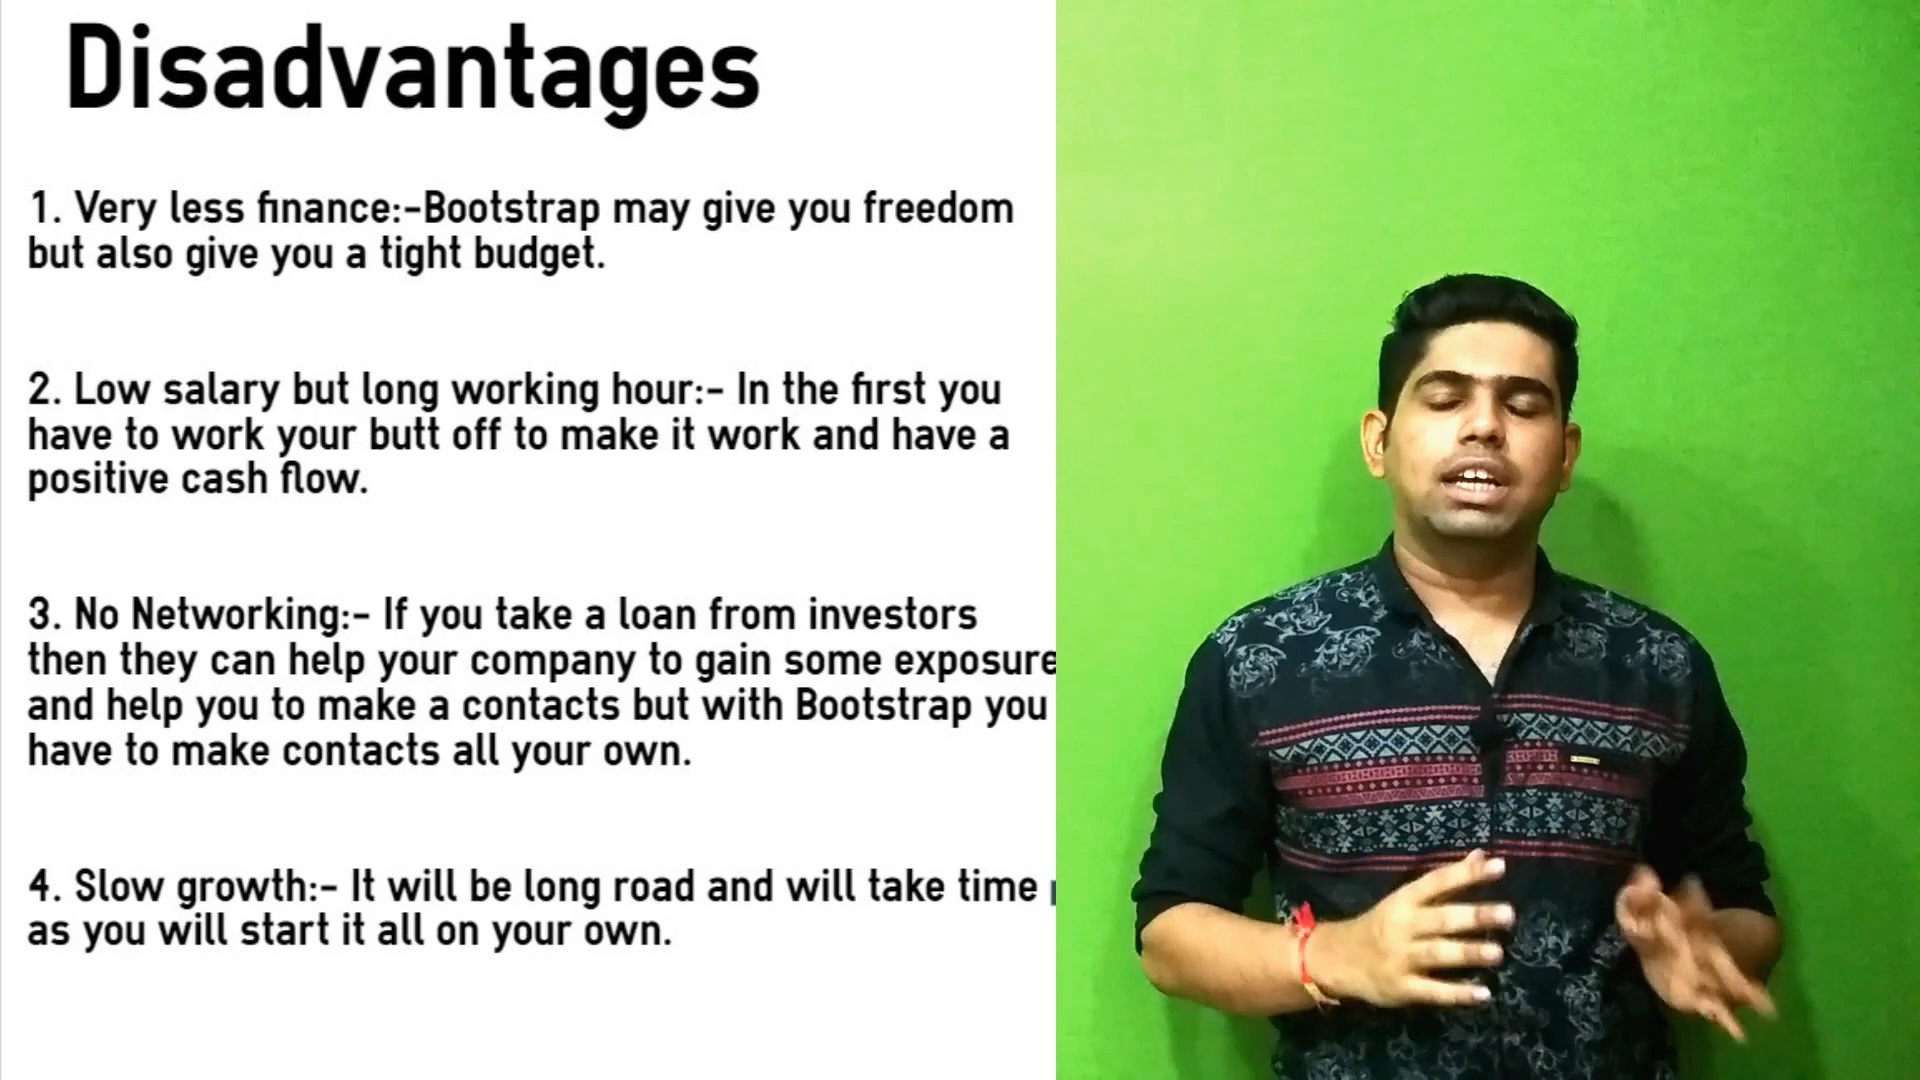 Disadvantages
1. Very less finance:-Bootstrap may give you freedom
but also give you a tight budget.
2. Low salary but long working hour:- In the first you
have to work your butt off to make it work and have a
positive cash flow.
3. No Networking:- If you take a loan from investors
then they can help your company to gain some exposure
and help you to make a contacts but with Bootstrap you
have to make contacts all your own.
4. Slow growth:- It will be long road and will take time
as you will start it all on your own.